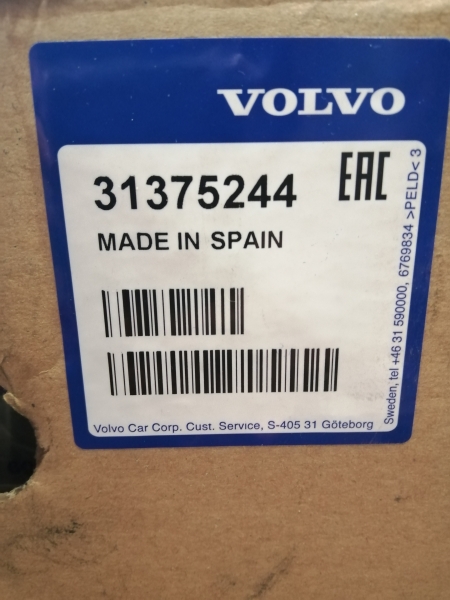 VOLVO
31375244
EAC
MADE IN SPAIN
Volvo Car Corp. Cust. Service, S-405 31 Göteborg
Sweden, tel +46 31 590000, 6769834 >PELD< 3